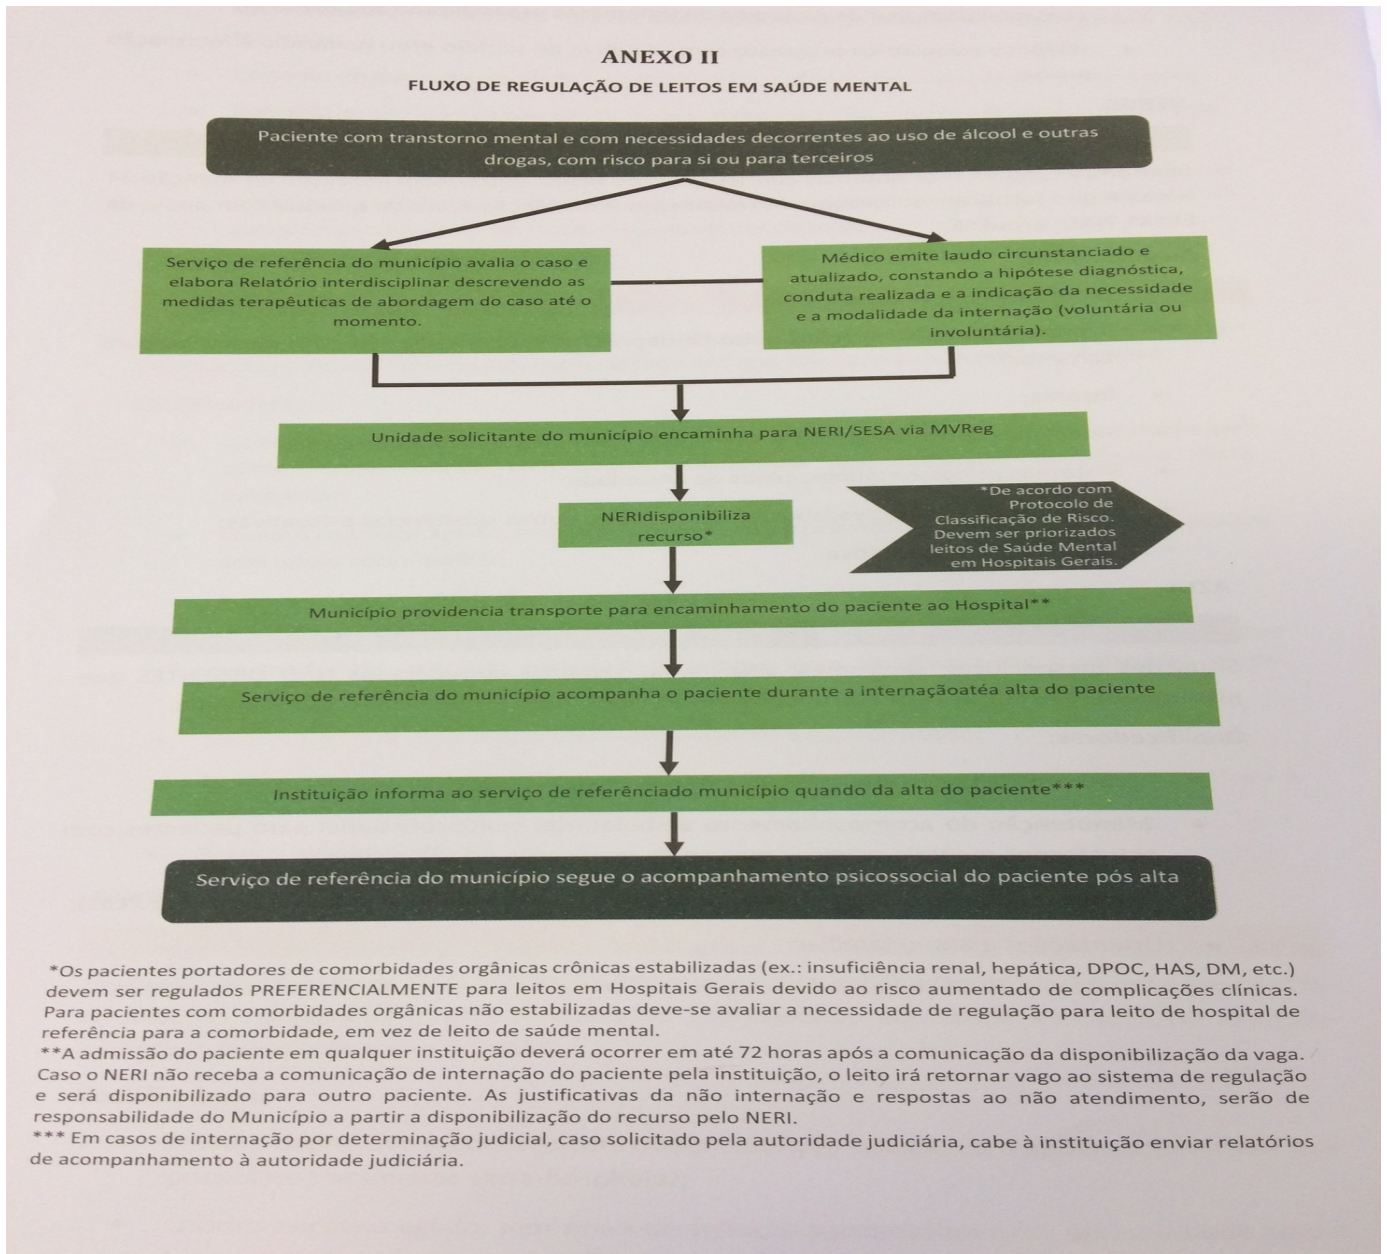 ANEXO II
FLUXO DE REGULAÇÃO DE LEITOS EM SAÚDE MENTAL
Paciente com transtorno mental e com necessidades decorrentes ao uso de álcool e outras
drogas, com risco para si ou para terceiros
Serviço de referência do município avalia o caso e
elabora Relatório interdisciplinar descrevendo as
medidas terapêuticas de abordagem do caso até o
momento.
Médico emite laudo circunstanciado e
atualizado, constando a hipótese diagnóstica,
conduta realizada e a indicação da necessidade
e a modalidade da internação (voluntária ou
involuntária).
Unidade solicitante do município encaminha para NERI/SESA via MVReg
NERIdisponibiliza
recurso*
*De acordo com
Protocolo de
Classificação de Risco.
Devem ser priorizados
leitos de Saúde Mental
em Hospitais Gerais.
Município providencia transporte para encaminhamento do paciente ao Hospital**
Serviço de referência do município acompanha o paciente durante a internaçãoatéa alta do paciente
Instituição informa ao serviço de referênciado município quando da alta do paciente***
Serviço de referência do município segue o acompanhamento psicossocial do paciente pós alta
*Os pacientes portadores de comorbidades orgânicas crônicas estabilizadas (ex.: insuficiência renal, hepática, DPOC, HAS, DM, etc.)
devem ser regulados PREFERENCIALMENTE para leitos em Hospitais Gerais devido ao risco aumentado de complicações clínicas.
Para pacientes com comorbidades orgânicas não estabilizadas deve-se avaliar a necessidade de regulação para leito de hospital de
referência para a comorbidade, em vez de leito de saúde mental.
**A admissão do paciente em qualquer instituição deverá ocorrer em até 72 horas após a comunicação da disponibilização da vaga.
Caso o NERI não receba a comunicação de internação do paciente pela instituição, o leito irá retornar vago ao sistema de regulação
e será disponibilizado para outro paciente. As justificativas da não internação e respostas ao não atendimento, serão de
responsabilidade do Município a partir a disponibilização do recurso pelo NERI.
*** Em casos de internação por determinação judicial, caso solicitado pela autoridade judiciária, cabe à instituição enviar relatórios
de acompanhamento à autoridade judiciária.